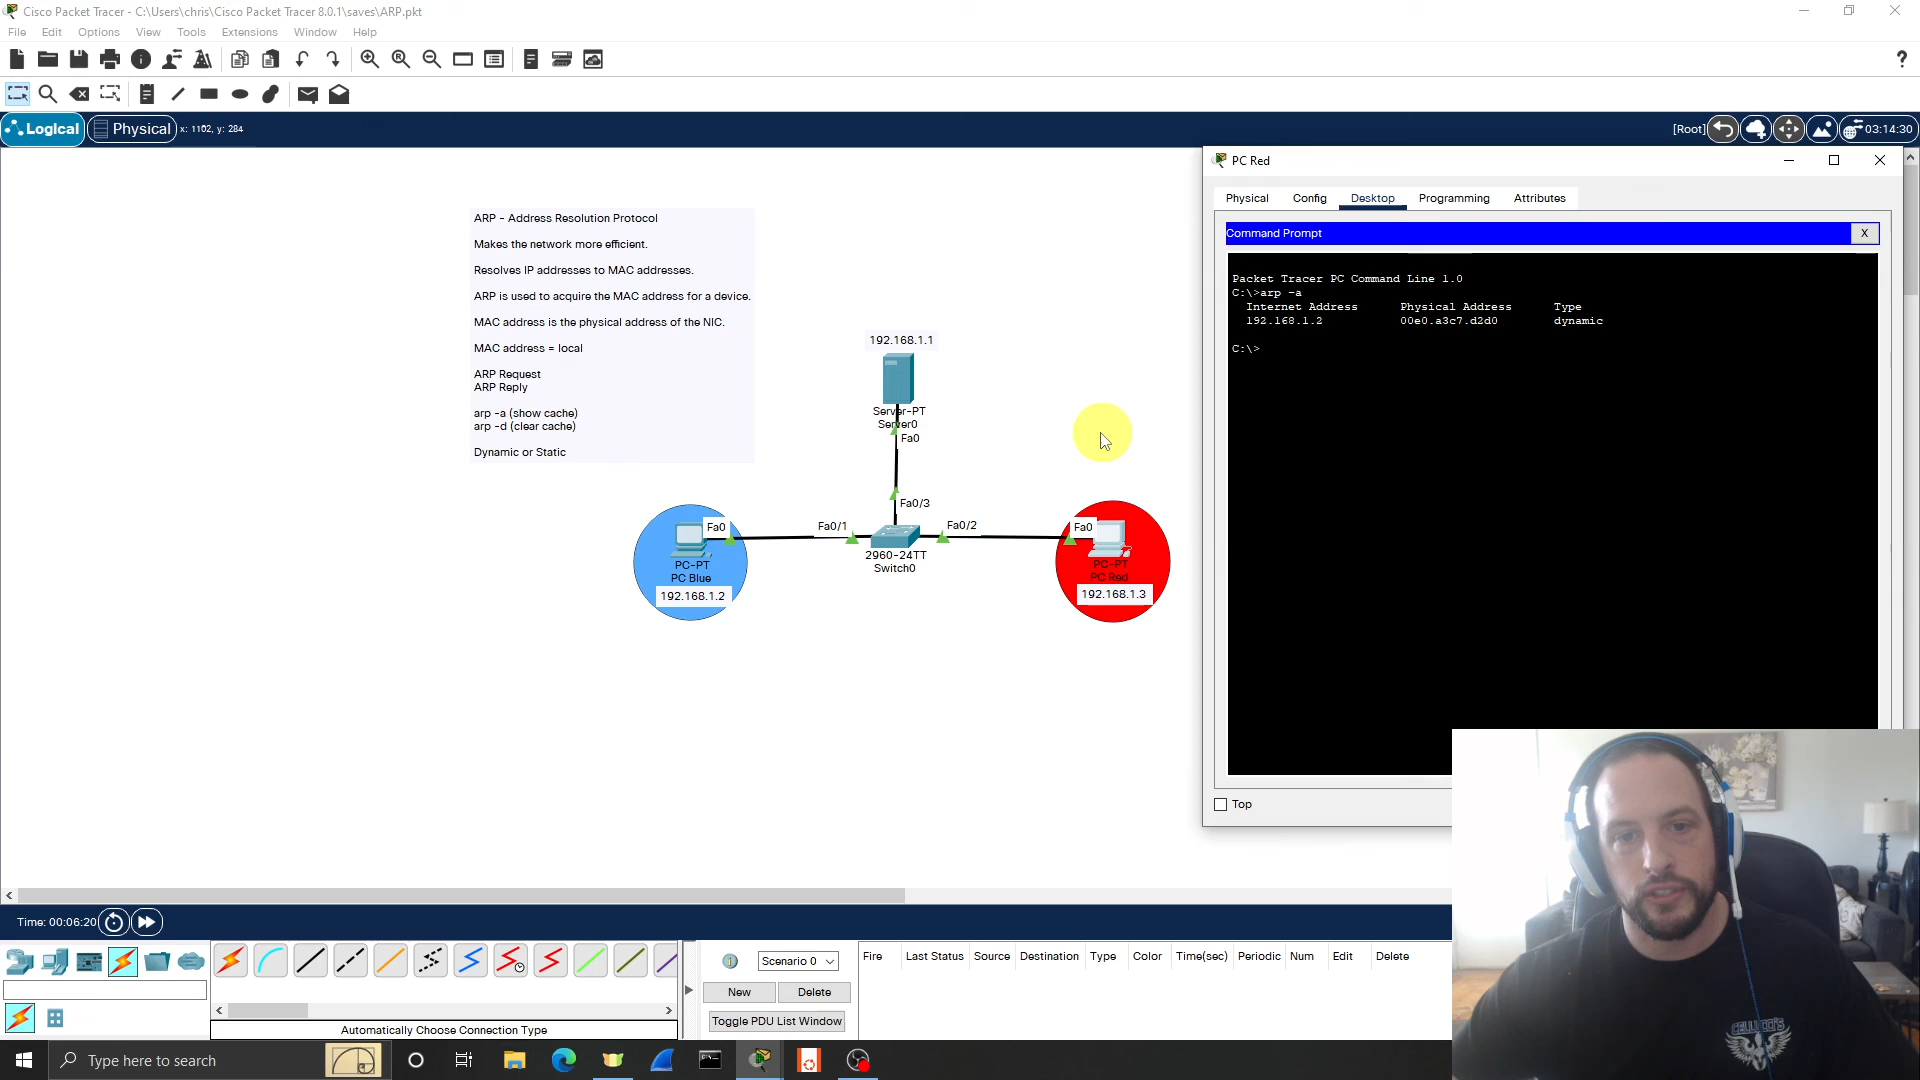 Cisco Packet Tracer - C:\Users\chris\Cisco Packet Tracer 8.0.1\saves\ARP.pkt
File Edit Options View Tools Extensions Window Help
?
Logical Physical x: 1102, y: 284
[Root] 03:14:30
PC Red
Physical Config Desktop Programming Attributes
Command Prompt X
Packet Tracer PC Command Line 1.0
C:\>arp -a
Internet Address Physical Address Type
192.168.1.2 00e0.a3c7.d2d0 dynamic
C:\>
Top
ARP - Address Resolution Protocol
Makes the network more efficient.
Resolves IP addresses to MAC addresses.
ARP is used to acquire the MAC address for a device.
MAC address is the physical address of the NIC.
MAC address = local
ARP Request
ARP Reply
arp -a (show cache)
arp -d (clear cache)
Dynamic or Static
192.168.1.1
Server-PT
Server0
Fa0
Fa0/3
Fa0 Fa0/1 Fa0/2 Fa0
2960-24TT
Switch0
PC-PT
PC Blue
192.168.1.2
PC-PT
PC Red
192.168.1.3
Time: 00:06:20
Scenario 0
New Delete
Toggle PDU List Window
Fire Last Status Source Destination Type Color Time(sec) Periodic Num Edit Delete
Automatically Choose Connection Type
Type here to search
CELLUCCI'S